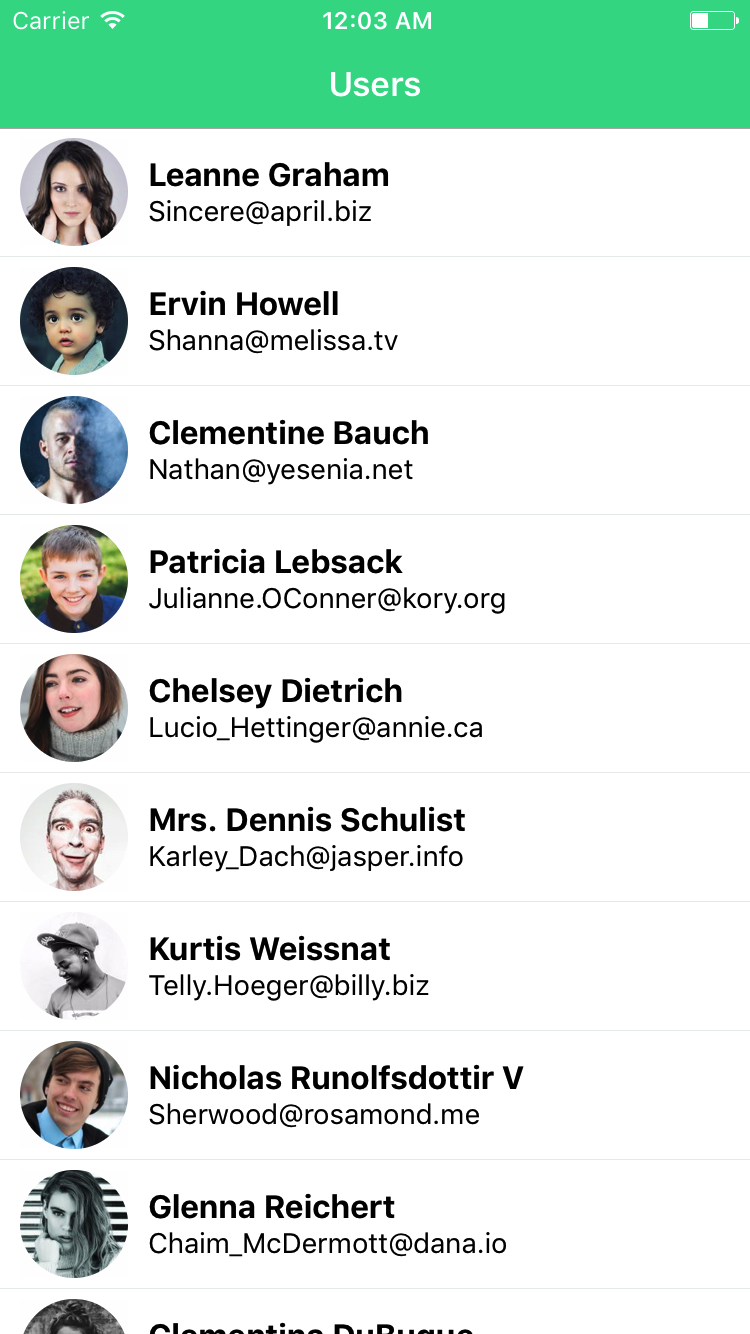 Carrier 12:03 AM
Users
Leanne Graham
Sincere@april.biz
Ervin Howell
Shanna@melissa.tv
Clementine Bauch
Nathan@yesenia.net
Patricia Lebsack
Julianne.OConner@kory.org
Chelsey Dietrich
Lucio_Hettinger@annie.ca
Mrs. Dennis Schulist
Karley_Dach@jasper.info
Kurtis Weissnat
Telly.Hoeger@billy.biz
Nicholas Runolfsdottir V
Sherwood@rosamond.me
Glenna Reichert
Chaim_McDermott@dana.io
Clementina DuBuque